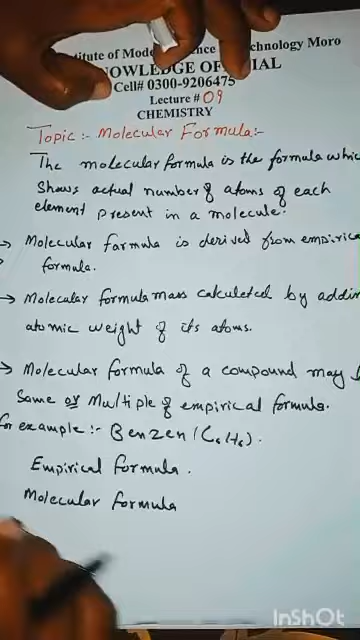 titute of Mode nce chnology Moro
NOWLEDGE OF IAL
Cell# 0300-9206475
Lecture # 09
CHEMISTRY
Topic :- Molecular Formula:-
The molecular formula is the formula whic
Shows actual number of atoms of each
element present in a molecule.
→ Molecular farmula is derived from empirica
formula.
→ Molecular formula mass calculated by addin
atomic weight of its atoms.
→ Molecular formula of a compound may b
Same or Multiple of empirical formula.
for example :- Benzen (C6H6).
Empirical formula.
Molecular formula
InShOt